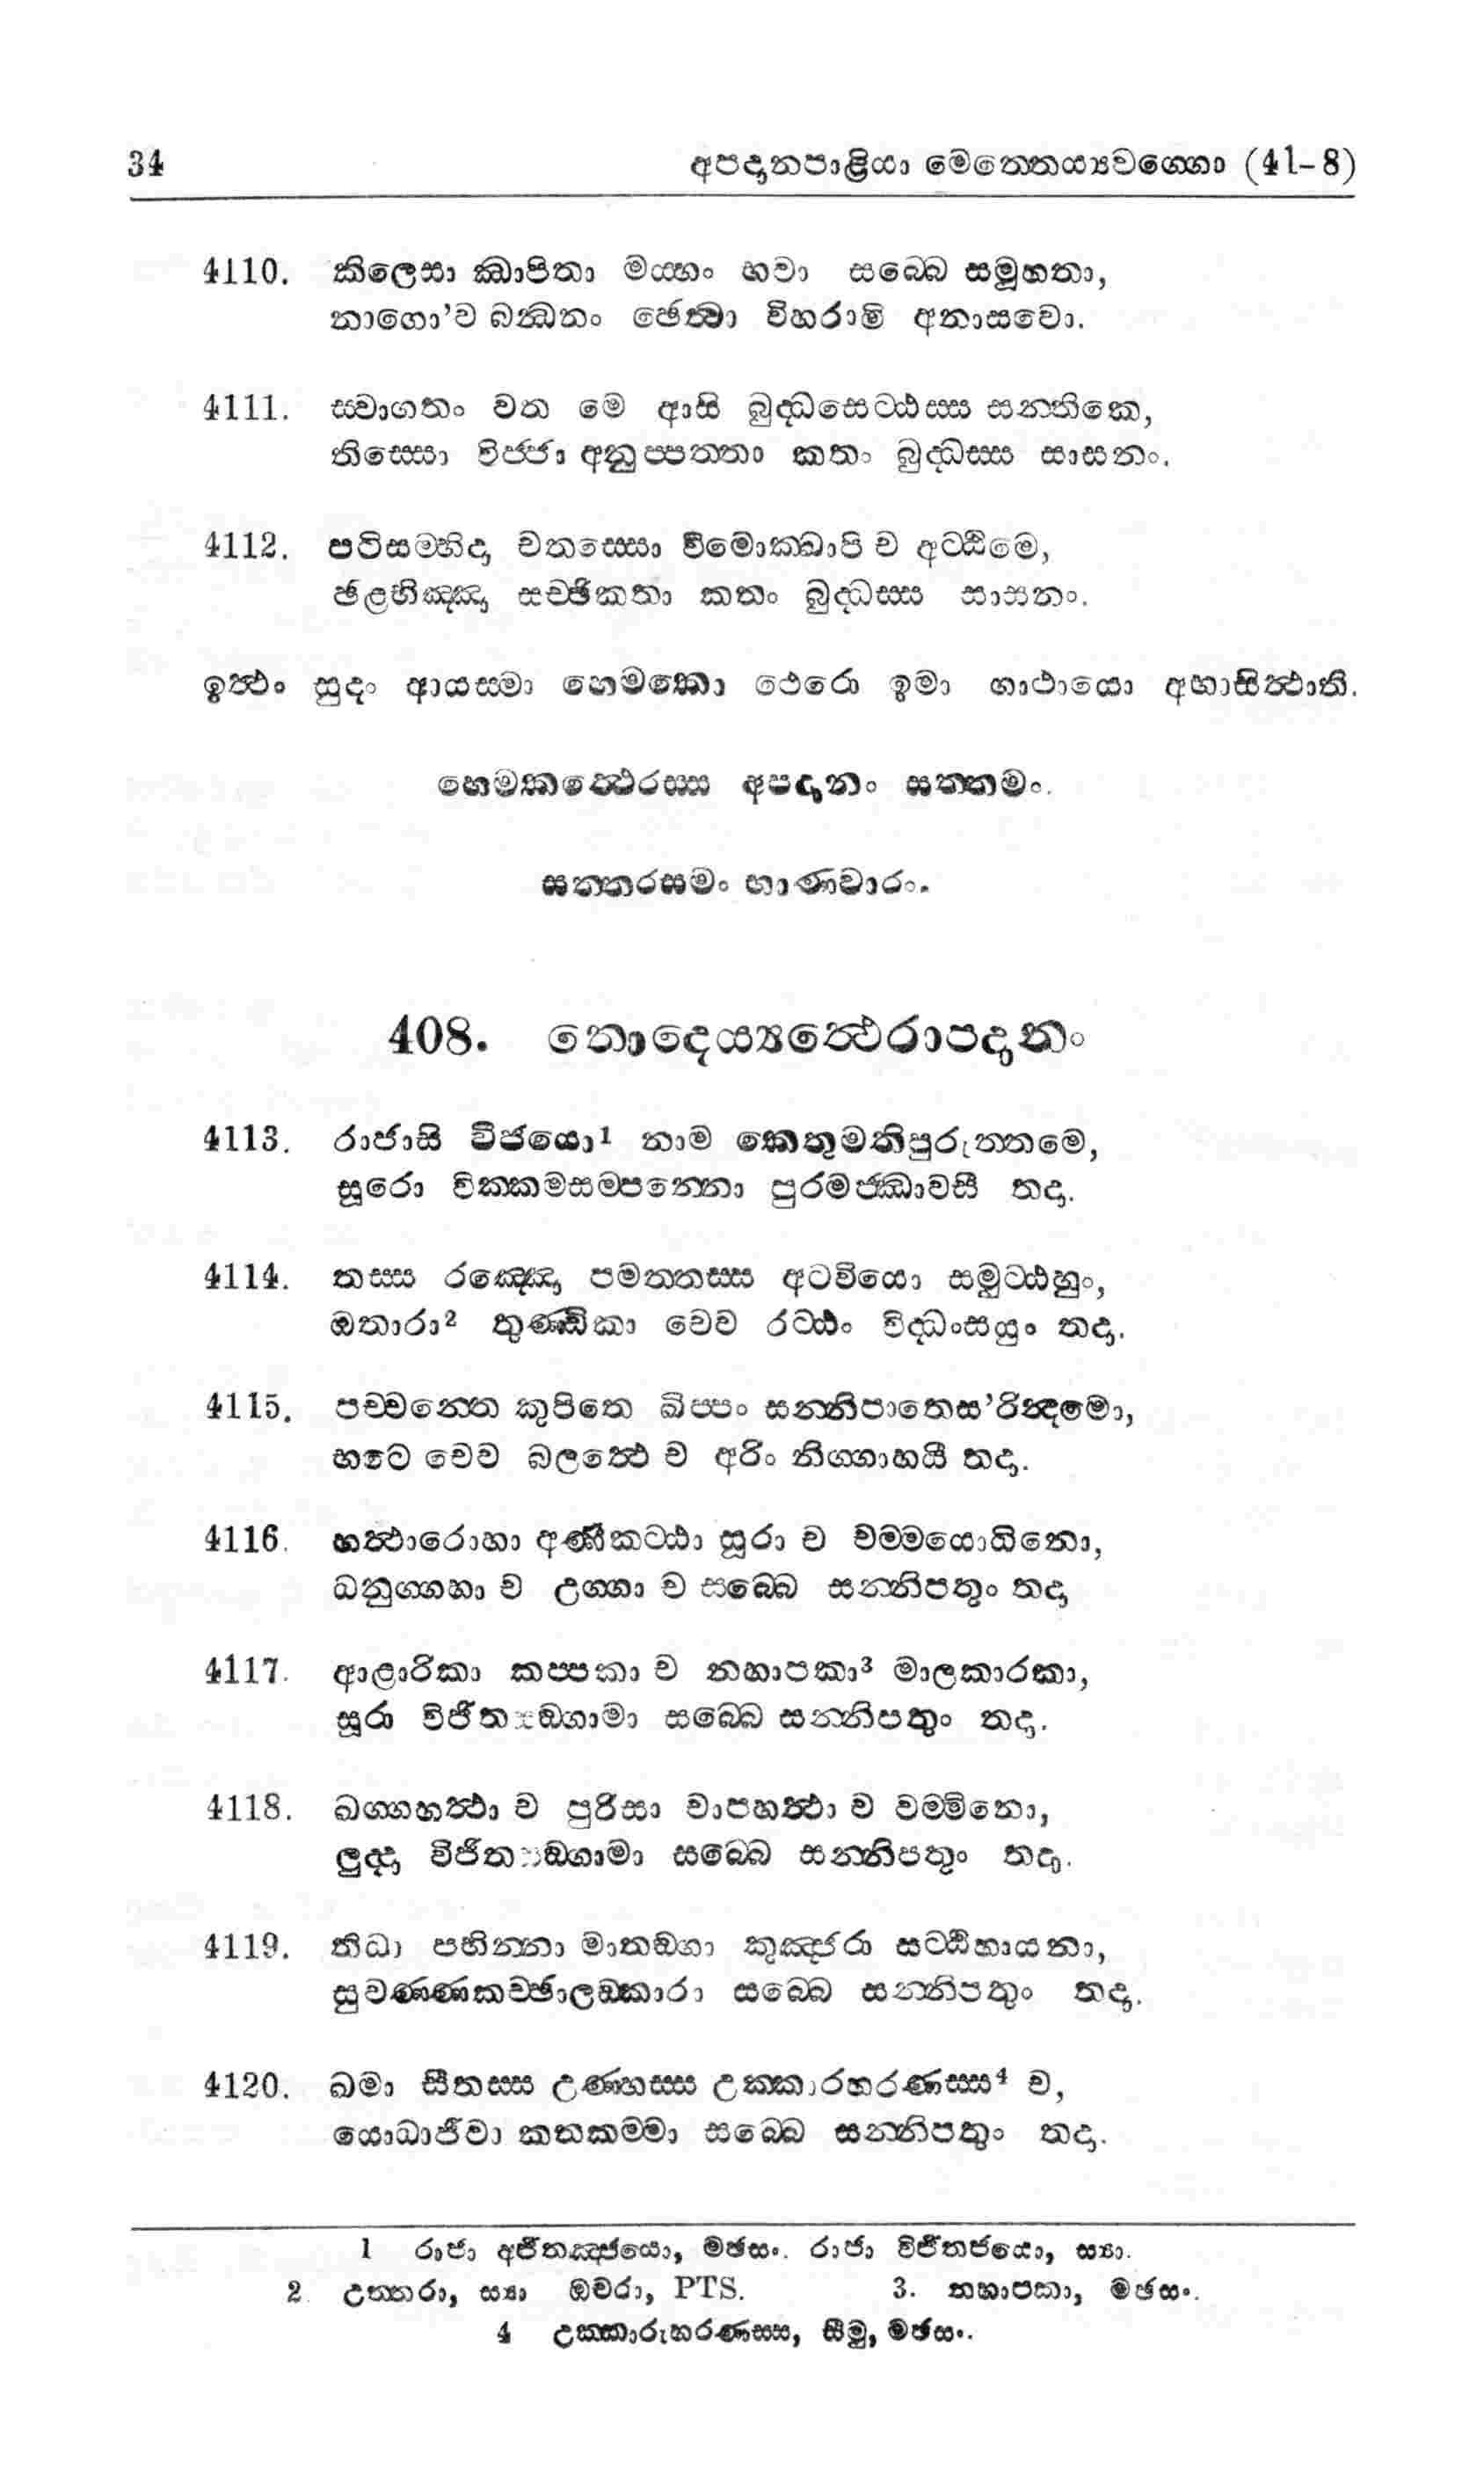 34 අපදානපාළියා මෙත්තෙය්‍යවග්ගො (41-8)
4110. කිලෙසා ඣාපිතා මය්හං භවා සබ්බෙ සමූහතා,
නාගො’ව බන්ධනං ඡෙත්වා විහරාමි අනාසවො.
4111. ස්වාගතං වත මෙ ආසි බුද්ධසෙට්ඨස්ස සන්තිකෙ,
තිස්සො විජ්ජා අනුප්පත්තා කතං බුද්ධස්ස සාසනං.
4112. පටිසම්භිදා චතස්සො විමොක්ඛාපි ච අට්ඨිමෙ,
ඡළභිඤ්ඤා සච්ඡිකතා කතං බුද්ධස්ස සාසනං.
ඉත්ථං සුදං ආයස්මා හෙමකො ථෙරො ඉමා ගාථායො අභාසිත්ථාති.
හෙමකත්ථෙරස්ස අපදානං සත්තමං.
සත්තරසමං භාණවාරං.
408. තොදෙය්‍යත්ථෙරාපදානං
4113. රාජාසි විජයො1 නාම කෙතුමතිපුරුත්තමෙ,
සූරො වික්කමසම්පන්නො පුරමජ්ඣාවසී තදා.
4114. තස්ස රඤ්ඤො පමත්තස්ස අටවියො සමුට්ඨහුං,
ඔතාරා2 තුණ්ඩිකා චෙව රට්ඨං විද්ධංසයුං තදා.
4115. පච්චන්තෙ කුපිතෙ ඛිප්පං සන්නිපාතෙස’රින්දමො,
භටෙ චෙව බලත්ථෙ ච අරිං නිග්ගාහයී තදා.
4116. හත්ථාරොහා අණීකට්ඨා සූරා ච චම්මයොධිනො,
ධනුග්ගහා ච උග්ගා ච සබ්බෙ සන්නිපතුං තදා
4117. ආළාරිකා කප්පකා ච නහාපකා3 මාලකාරකා,
සූරා විජිතසඞ්ගාමා සබ්බෙ සන්නිපතුං තදා.
4118. ඛග්ගහත්ථා ච පුරිසා චාපහත්ථා ච වම්මිනො,
ලුද්දා විජිතසඞ්ගාමා සබ්බෙ සන්නිපතුං තදා.
4119. තිධා පභින්නා මාතඞ්ගා කුඤ්ජරා සට්ඨිහායනා,
සුවණ්ණකච්ඡාලඞ්කාරා සබ්බෙ සන්නිපතුං තදා.
4120. ඛමා සීතස්ස උණ්හස්ස උක්කාරහරණස්ස4 ච,
යොධාජීවා කතකම්මා සබ්බෙ සන්නිපතුං තදා.
1 රාජා අජිතඤ්ජයො, මඡසං. රාජා විජිතජයො, ස්‍යා.
2. උත්තරා, ස්‍යා ඔචරා, PTS. 3. න්හාපකා, මඡසං.
4 උක්කාරුහරණස්ස, සීමු, මඡසං.